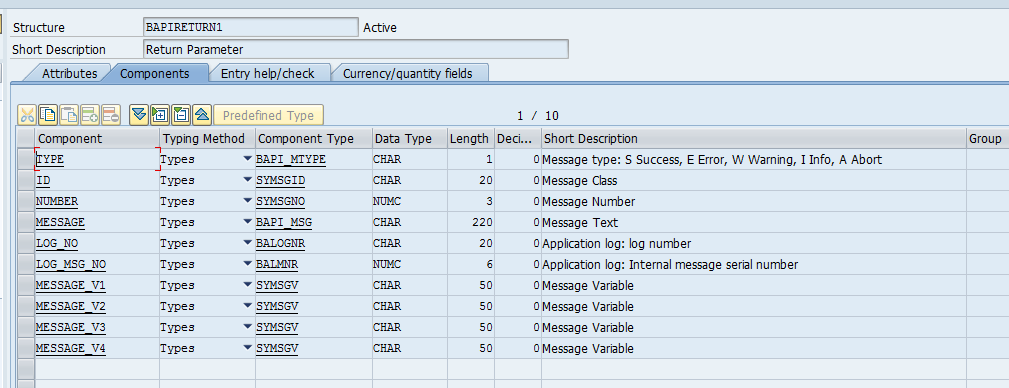 Structure BAPIRETURN1 Active
Short Description Return Parameter
Attributes Components Entry help/check Currency/quantity fields
Predefined Type 1 / 10
Component Typing Method Component Type Data Type Length Deci... Short Description Group
TYPE Types BAPI_MTYPE CHAR 1 0 Message type: S Success, E Error, W Warning, I Info, A Abort
ID Types SYMSGID CHAR 20 0 Message Class
NUMBER Types SYMSGNO NUMC 3 0 Message Number
MESSAGE Types BAPI_MSG CHAR 220 0 Message Text
LOG_NO Types BALOGNR CHAR 20 0 Application log: log number
LOG_MSG_NO Types BALMNR NUMC 6 0 Application log: Internal message serial number
MESSAGE_V1 Types SYMSGV CHAR 50 0 Message Variable
MESSAGE_V2 Types SYMSGV CHAR 50 0 Message Variable
MESSAGE_V3 Types SYMSGV CHAR 50 0 Message Variable
MESSAGE_V4 Types SYMSGV CHAR 50 0 Message Variable